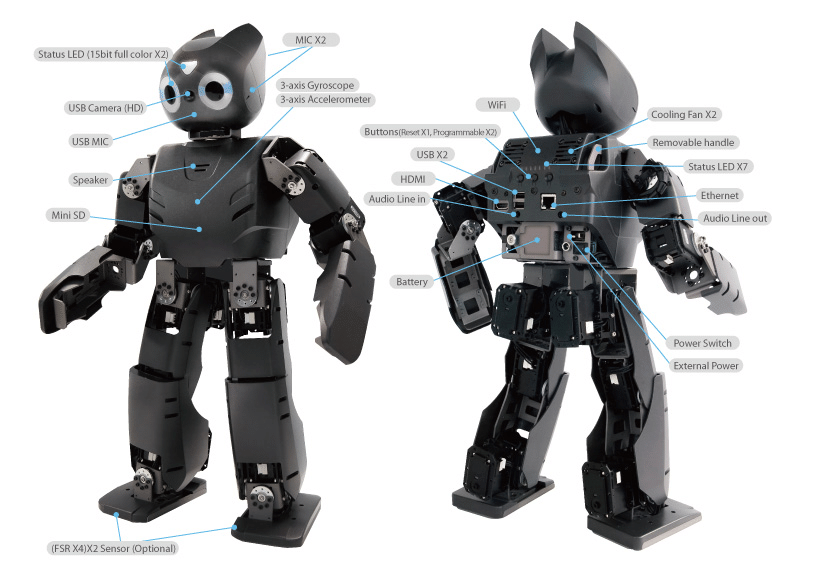 MIC X2
Status LED (15bit full color X2)
3-axis Gyroscope
3-axis Accelerometer
USB Camera (HD)
USB MIC
Speaker
Mini SD
(FSR X4)X2 Sensor (Optional)
WiFi
Cooling Fan X2
Buttons(Reset X1, Programmable X2)
Removable handle
USB X2
Status LED X7
HDMI
Ethernet
Audio Line in
Audio Line out
Battery
Power Switch
External Power